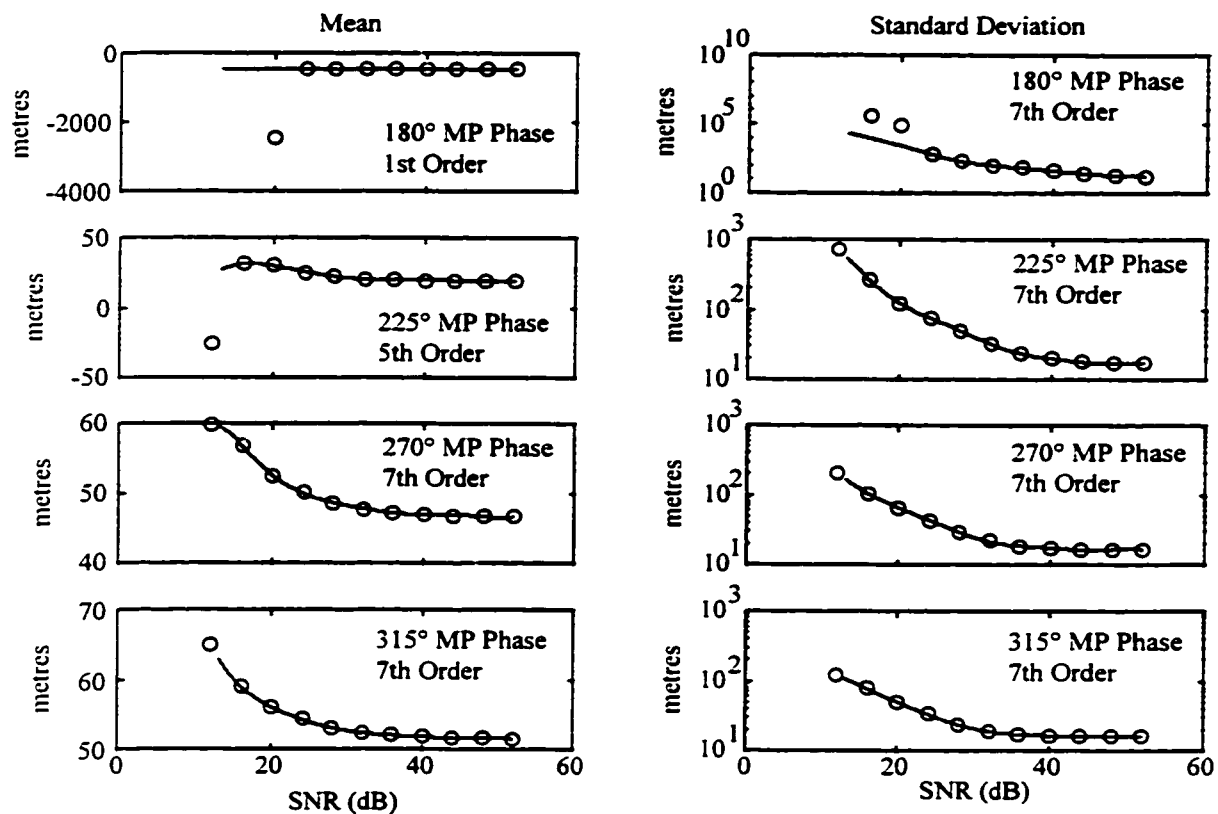 Mean
0
-2000
-4000
metres
180° MP Phase
1st Order
50
0
-50
metres
225° MP Phase
5th Order
60
50
40
metres
270° MP Phase
7th Order
70
60
50
metres
315° MP Phase
7th Order
0 20 40 60
SNR (dB)
Standard Deviation
10^10
10^5
10^0
metres
180° MP Phase
7th Order
10^3
10^2
10^1
metres
225° MP Phase
7th Order
10^3
10^2
10^1
metres
270° MP Phase
7th Order
10^3
10^2
10^1
metres
315° MP Phase
7th Order
0 20 40 60
SNR (dB)